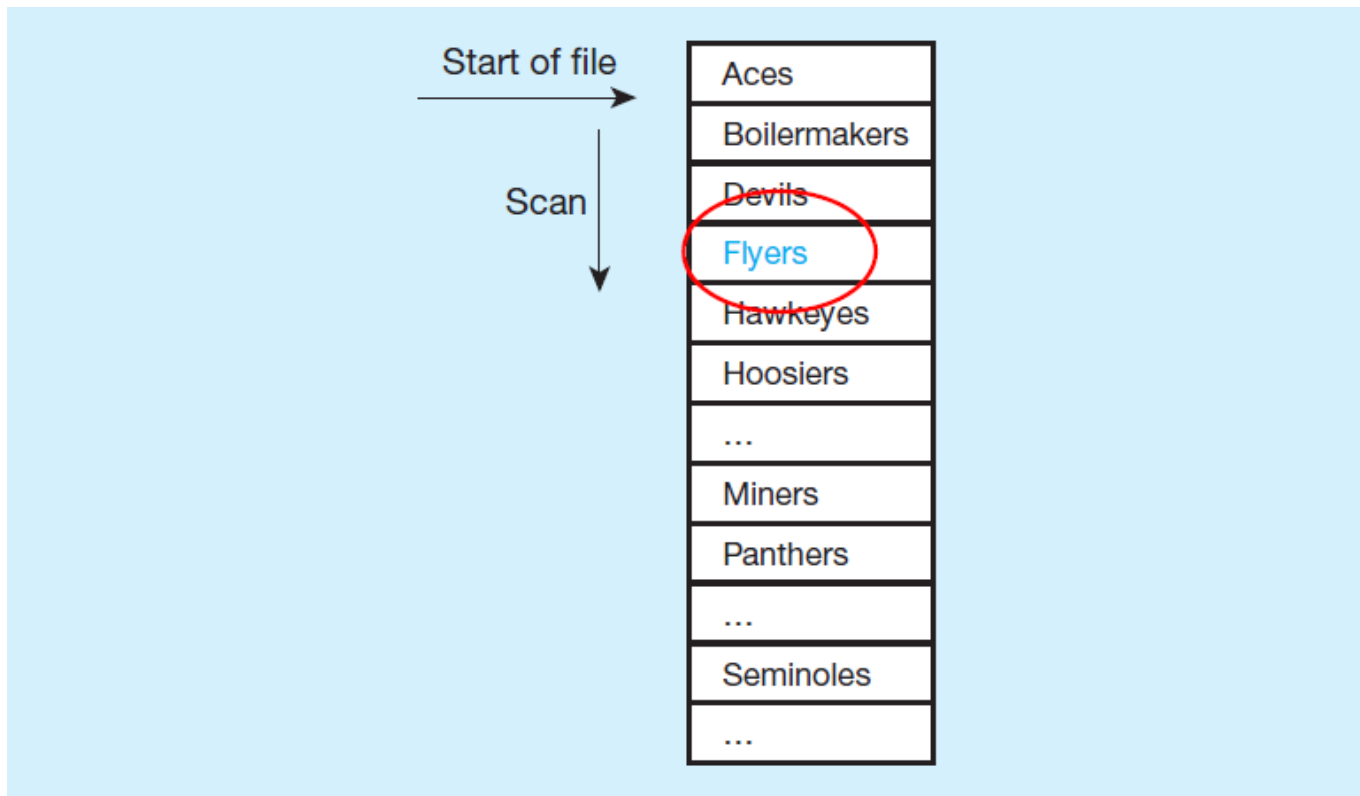 Start of file
Scan
Aces
Boilermakers
Devils
Flyers
Hawkeyes
Hoosiers
...
Miners
Panthers
...
Seminoles
...